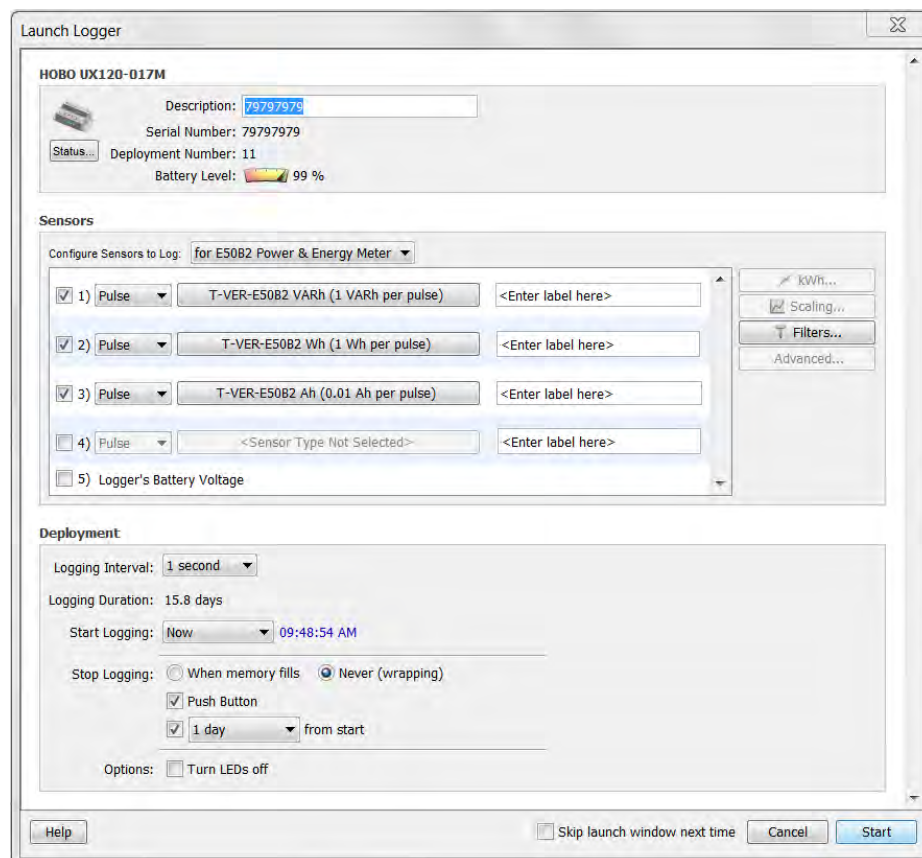 Launch Logger
HOBO UX120-017M
Description: 79797979
Serial Number: 79797979
Status... Deployment Number: 11
Battery Level: 99 %
Sensors
Configure Sensors to Log: for E50B2 Power & Energy Meter
kWh...
1) Pulse T-VER-E50B2 VARh (1 VARh per pulse) <Enter label here>
Scaling...
Filters...
2) Pulse T-VER-E50B2 Wh (1 Wh per pulse) <Enter label here>
Advanced...
3) Pulse T-VER-E50B2 Ah (0.01 Ah per pulse) <Enter label here>
4) Pulse <Sensor Type Not Selected> <Enter label here>
5) Logger's Battery Voltage
Deployment
Logging Interval: 1 second
Logging Duration: 15.8 days
Start Logging: Now 09:48:54 AM
Stop Logging: When memory fills Never (wrapping)
Push Button
1 day from start
Options: Turn LEDs off
Help Skip launch window next time Cancel Start